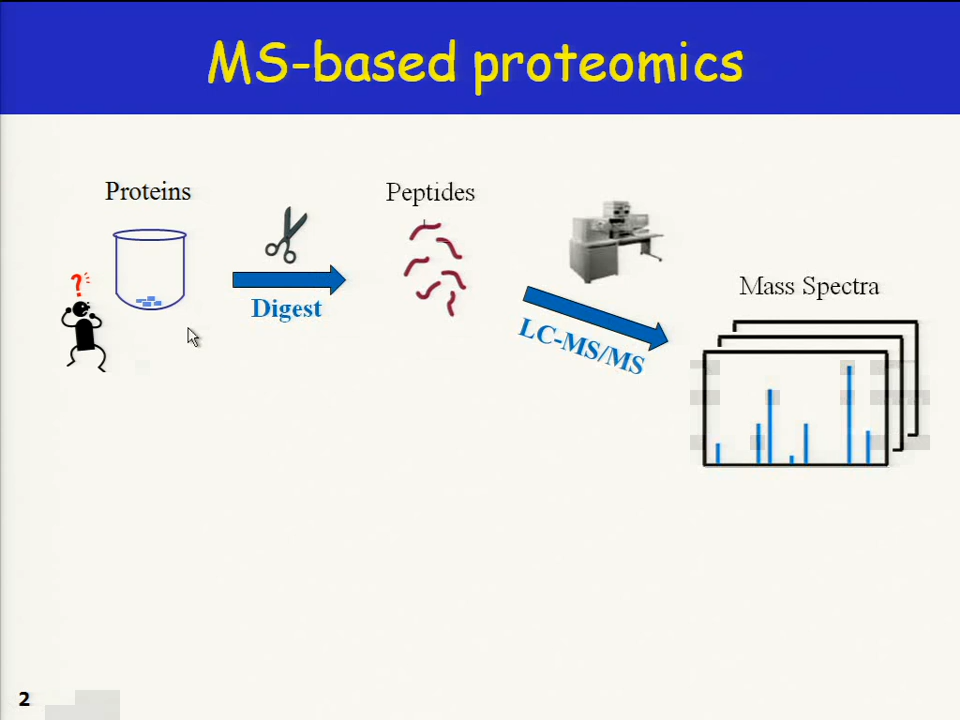 MS-based proteomics
Proteins
Peptides
?
Digest
LC-MS/MS
Mass Spectra
2